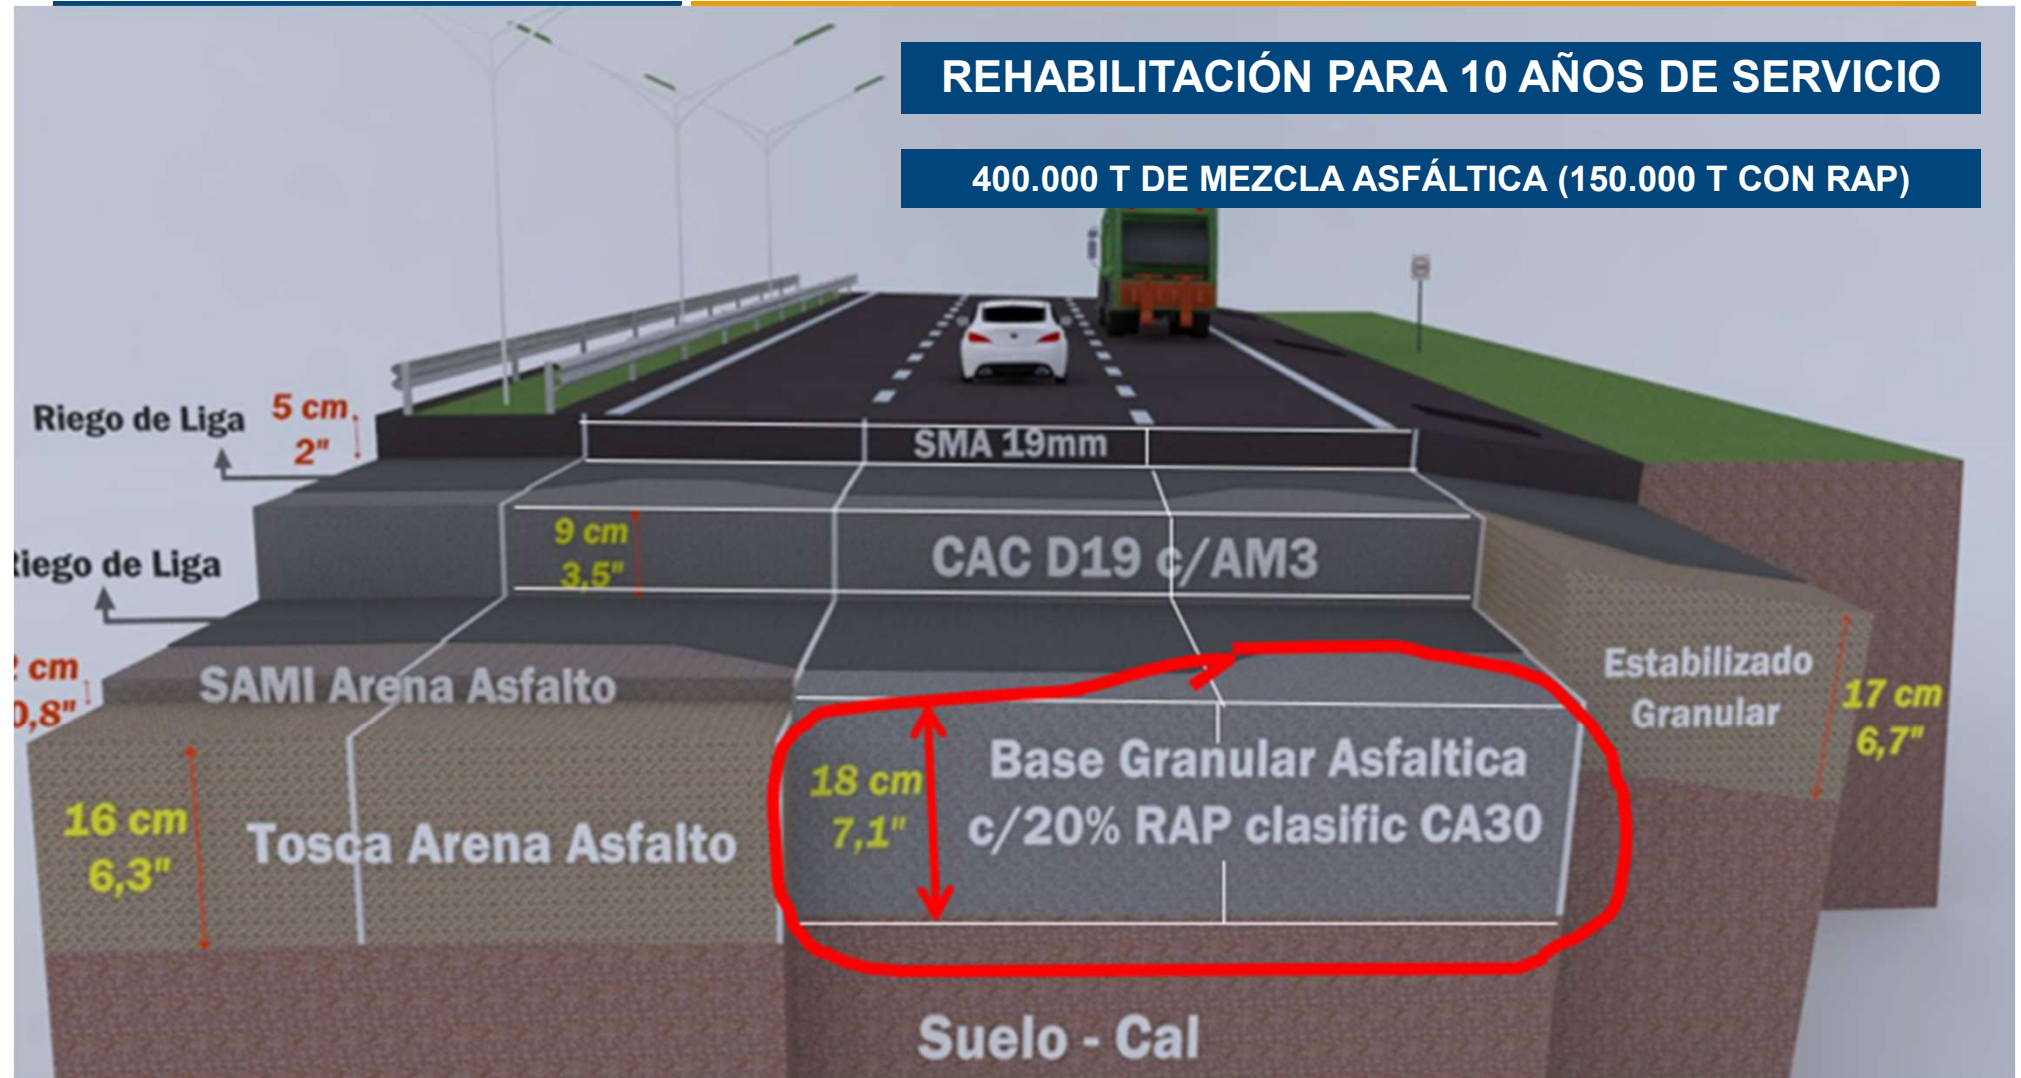 REHABILITACIÓN PARA 10 AÑOS DE SERVICIO
400.000 T DE MEZCLA ASFÁLTICA (150.000 T CON RAP)
Riego de Liga
5 cm
2"
SMA 19mm
9 cm
3,5"
CAC D19 c/AM3
iego de Liga
cm
0,8"
SAMI Arena Asfalto
Estabilizado
Granular
17 cm
6,7"
16 cm
6,3"
Tosca Arena Asfalto
18 cm
7,1"
Base Granular Asfaltica
c/20% RAP clasific CA30
Suelo - Cal